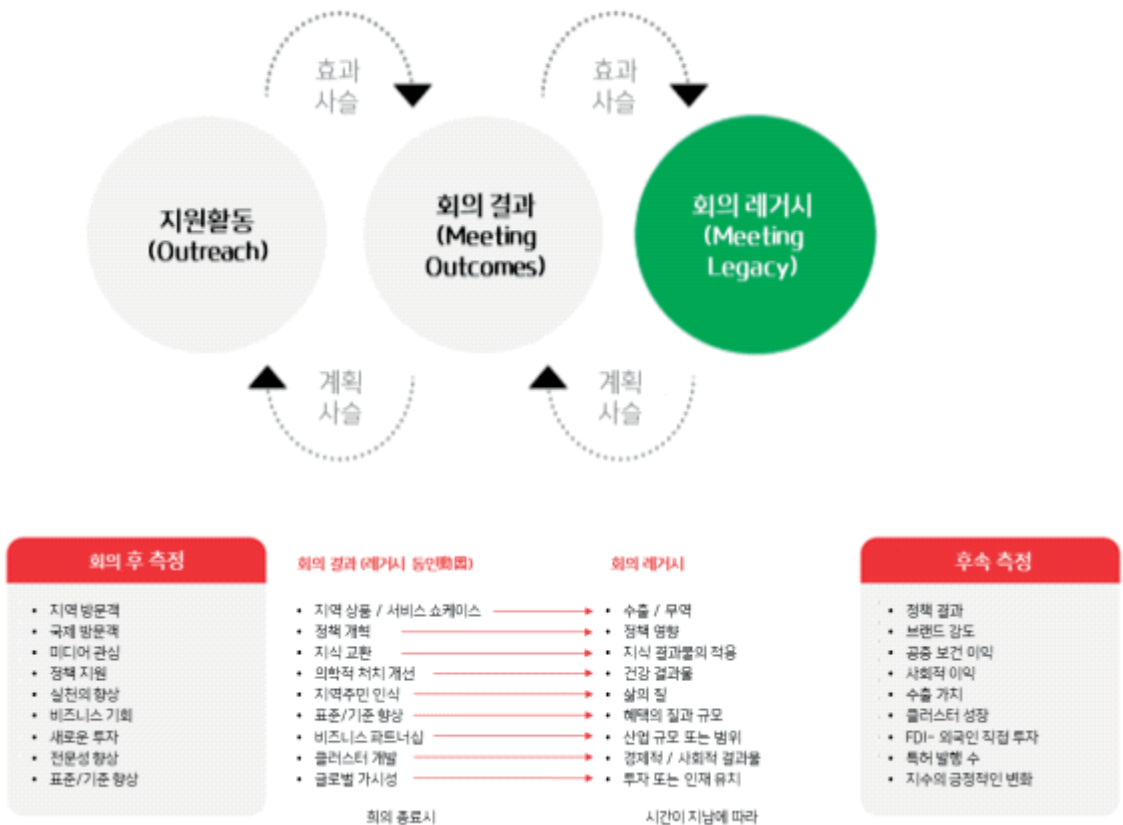 효과
사슬
효과
사슬
지원활동
(Outreach)
회의 결과
(Meeting
Outcomes)
회의 레거시
(Meeting
Legacy)
계획
사슬
계획
사슬
회의 후 측정
• 지역 방문객
• 국제 방문객
• 미디어 관심
• 정책 지원
• 실천의 향상
• 비즈니스 기회
• 새로운 투자
• 전문성 향상
• 표준/기준 향상
회의 결과 (레거시 동인動因)
• 지역 상품 / 서비스 쇼케이스
• 정책 개혁
• 지식 교환
• 의학적 처치 개선
• 지역주민 인식
• 표준/기준 향상
• 비즈니스 파트너십
• 클러스터 개발
• 글로벌 가시성
회의 종료시
회의 레거시
• 수출 / 무역
• 정책 영향
• 지식 결과물의 적용
• 건강 결과물
• 삶의 질
• 혜택의 질과 규모
• 산업 규모 또는 범위
• 경제적 / 사회적 결과물
• 투자 또는 인재 유치
시간이 지남에 따라
후속 측정
• 정책 결과
• 브랜드 강도
• 공중 보건 이익
• 사회적 이익
• 수출 가치
• 클러스터 성장
• FDI- 외국인 직접 투자
• 특허 발행 수
• 지수의 긍정적인 변화